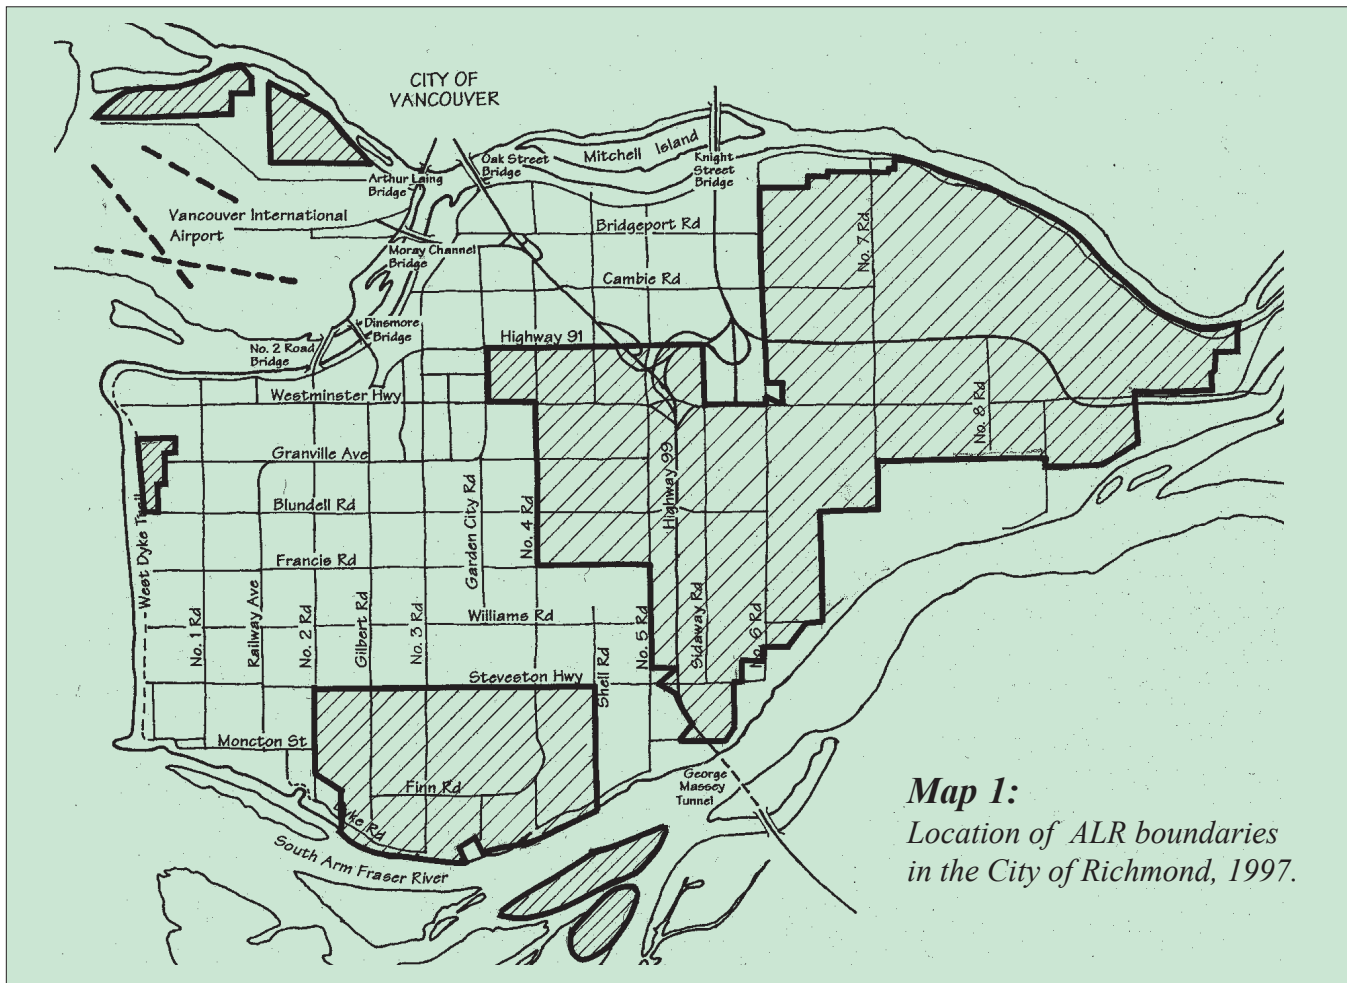 CITY OF
VANCOUVER
Mitchell Island
Oak Street
Bridge
Knight
Street
Bridge
Arthur Laing
Bridge
Vancouver International
Airport
Bridgeport Rd
No. 7 Rd
Moray Channel
Bridge
Cambie Rd
Dinsmore
Bridge
Highway 91
No. 2 Road
Bridge
Westminster Hwy
No. 8 Rd
Granville Ave
Highway 99
Blundell Rd
Garden City Rd
No. 4 Rd
West Dyke Trail
Francis Rd
No. 1 Rd
Railway Ave
No. 2 Rd
Gilbert Rd
No. 3 Rd
Williams Rd
No. 5 Rd
Sidaway Rd
No. 6 Rd
Shell Rd
Steveston Hwy
Moncton St
Finn Rd
Dyke Rd
George
Massey
Tunnel
South Arm Fraser River
Map 1:
Location of ALR boundaries
in the City of Richmond, 1997.